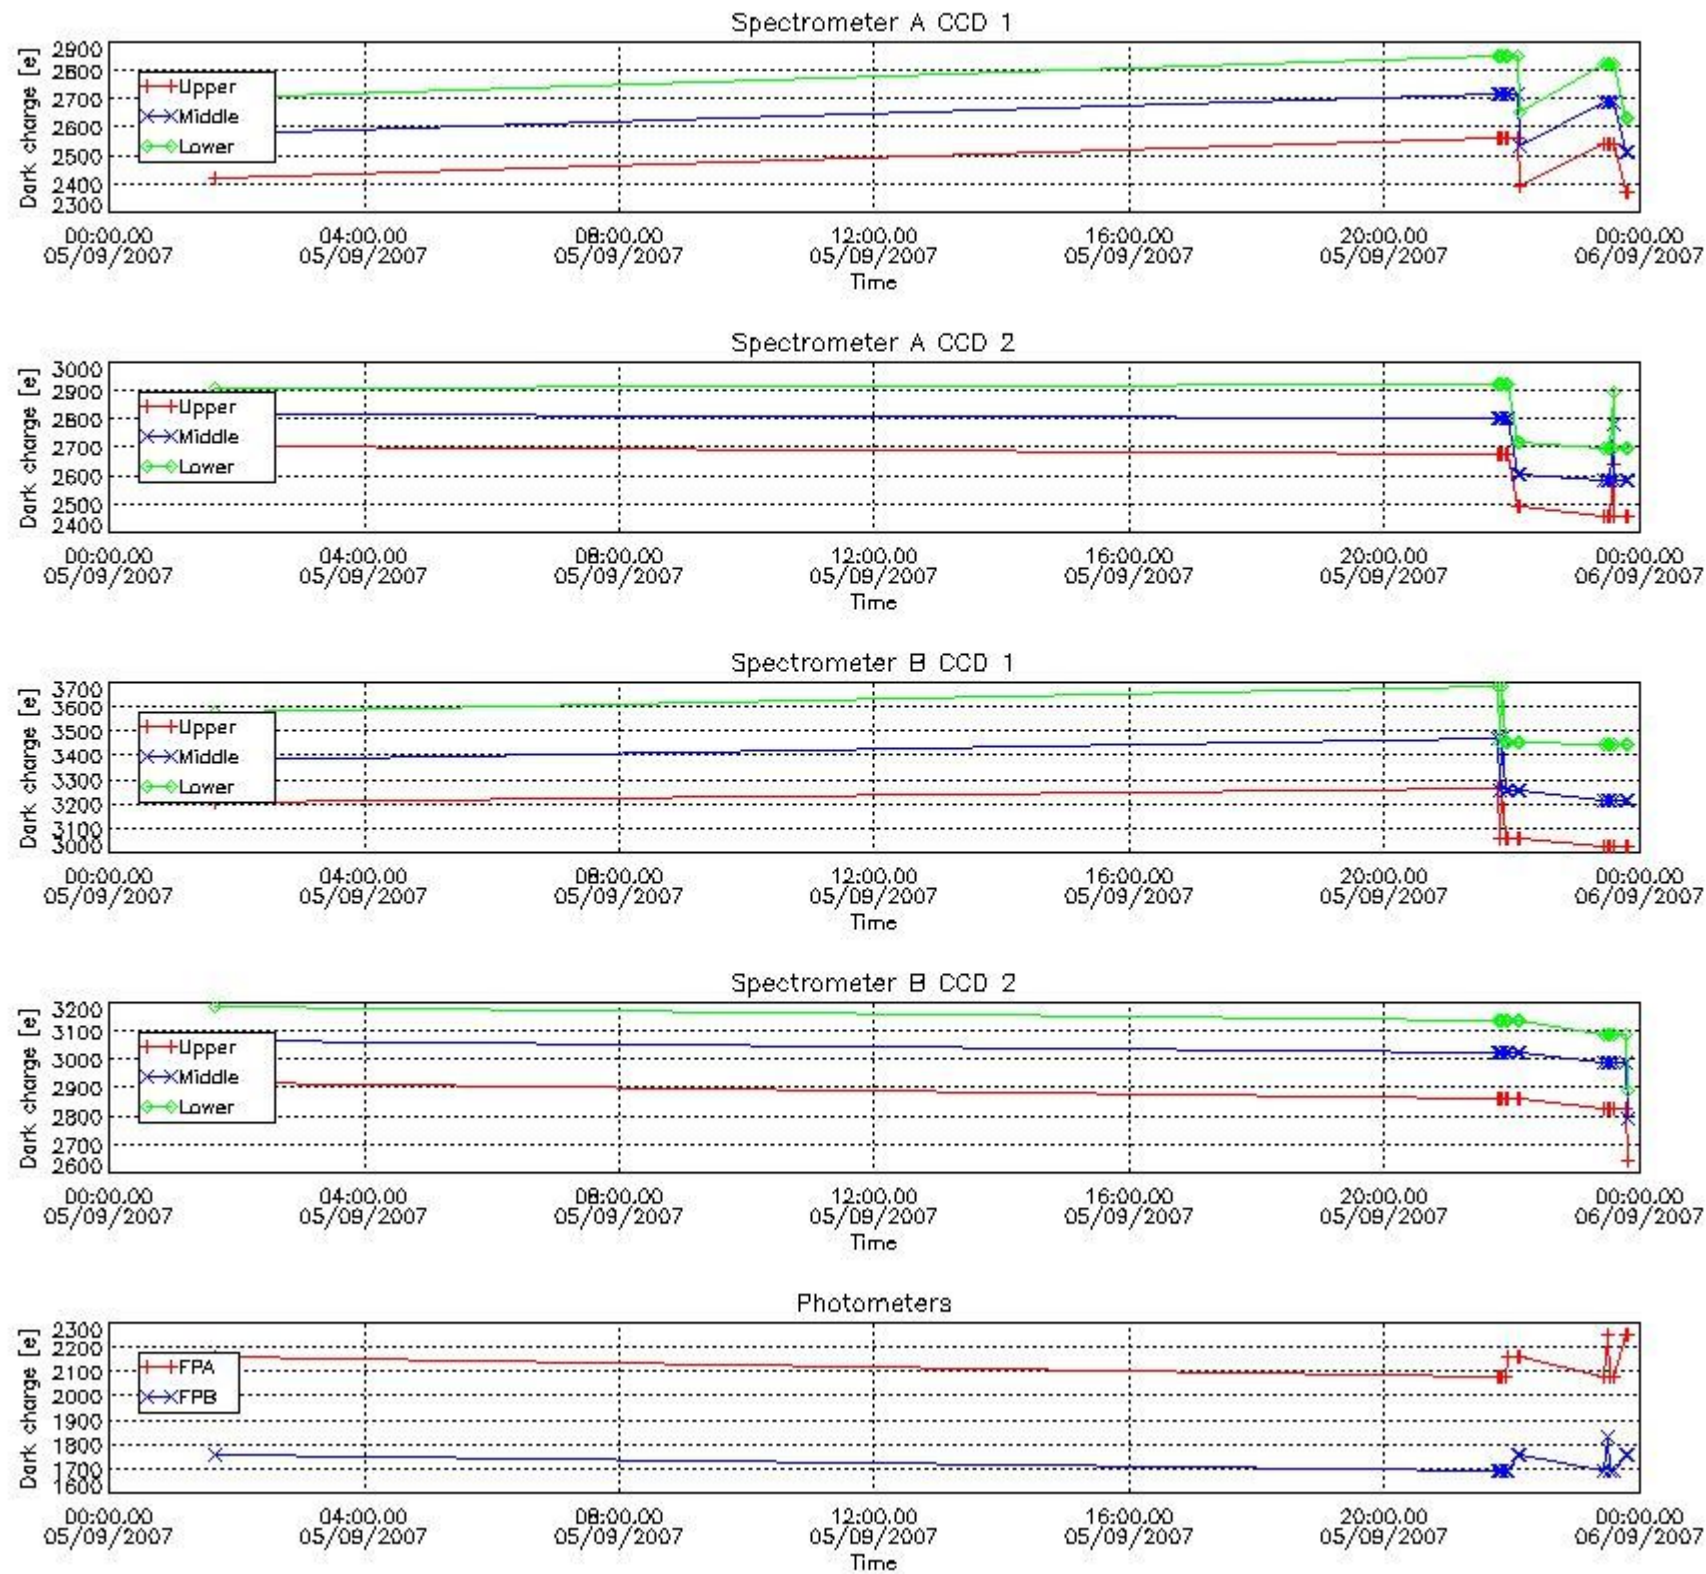 Spectrometer A CCD 1
Dark charge [e]
2900
2800
2700
2600
2500
2400
2300
Upper
Middle
Lower
00:00.00 04:00.00 08:00.00 12:00.00 16:00.00 20:00.00 00:00.00
05/09/2007 05/09/2007 05/09/2007 05/09/2007 05/09/2007 05/09/2007 06/09/2007
Time
Spectrometer A CCD 2
Dark charge [e]
3000
2900
2800
2700
2600
2500
2400
Upper
Middle
Lower
00:00.00 04:00.00 08:00.00 12:00.00 16:00.00 20:00.00 00:00.00
05/09/2007 05/09/2007 05/09/2007 05/09/2007 05/09/2007 05/09/2007 06/09/2007
Time
Spectrometer B CCD 1
Dark charge [e]
3700
3600
3500
3400
3300
3200
3100
3000
Upper
Middle
Lower
00:00.00 04:00.00 08:00.00 12:00.00 16:00.00 20:00.00 00:00.00
05/09/2007 05/09/2007 05/09/2007 05/09/2007 05/09/2007 05/09/2007 06/09/2007
Time
Spectrometer B CCD 2
Dark charge [e]
3200
3100
3000
2900
2800
2700
2600
Upper
Middle
Lower
00:00.00 04:00.00 08:00.00 12:00.00 16:00.00 20:00.00 00:00.00
05/09/2007 05/09/2007 05/09/2007 05/09/2007 05/09/2007 05/09/2007 06/09/2007
Time
Photometers
Dark charge [e]
2300
2200
2100
2000
1900
1800
1700
1600
FPA
FPB
00:00.00 04:00.00 08:00.00 12:00.00 16:00.00 20:00.00 00:00.00
05/09/2007 05/09/2007 05/09/2007 05/09/2007 05/09/2007 05/09/2007 06/09/2007
Time